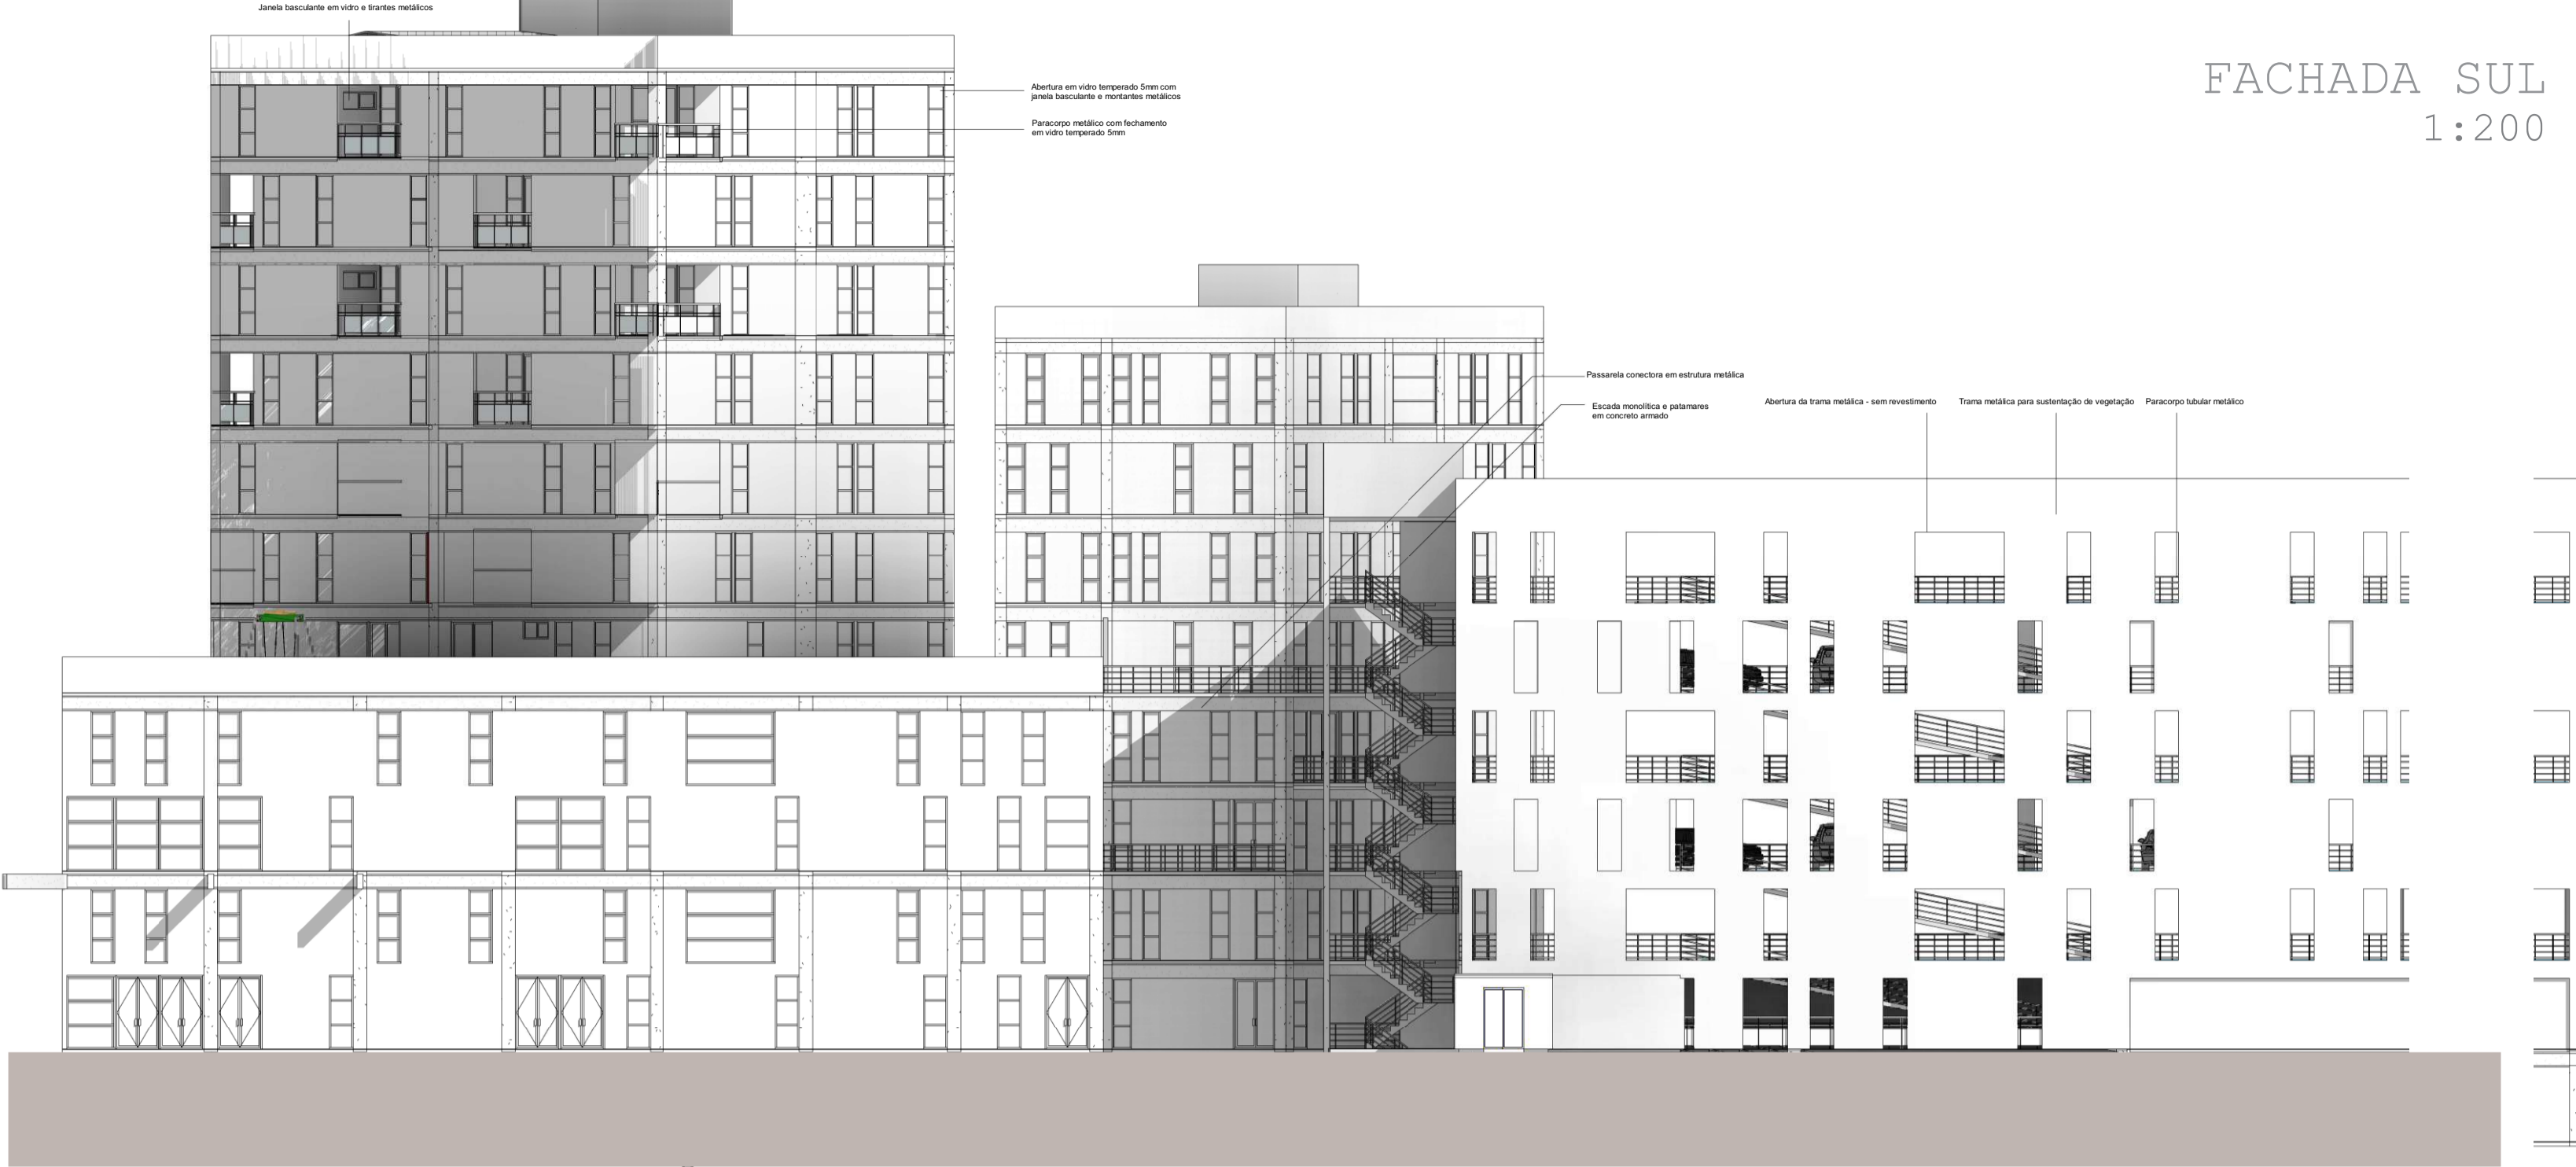 Janela basculante em vidro e tirantes metálicos
FACHADA SUL
1:200
Abertura em vidro temperado 5mm com
janela basculante e montantes metálicos
Paracorpo metálico com fechamento
em vidro temperado 5mm
Passarela conectora em estrutura metálica
Escada monolítica e patamares
em concreto armado
Abertura da trama metálica - sem revestimento
Trama metálica para sustentação de vegetação
Paracorpo tubular metálico